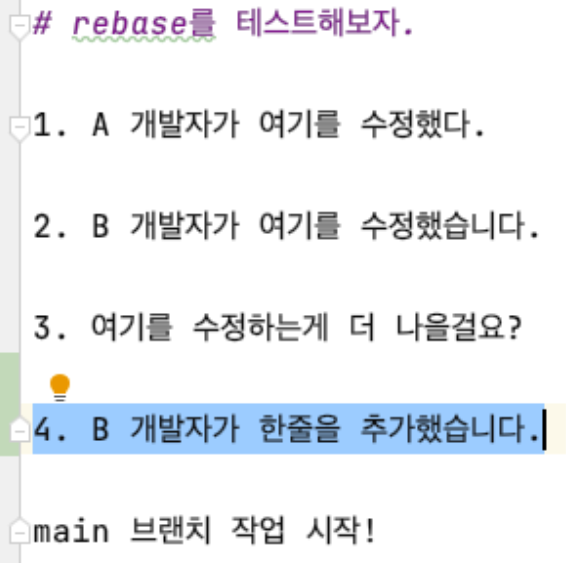 # rebase를 테스트해보자.
1. A 개발자가 여기를 수정했다.
2. B 개발자가 여기를 수정했습니다.
3. 여기를 수정하는게 더 나을걸요?
4. B 개발자가 한줄을 추가했습니다.
main 브랜치 작업 시작!